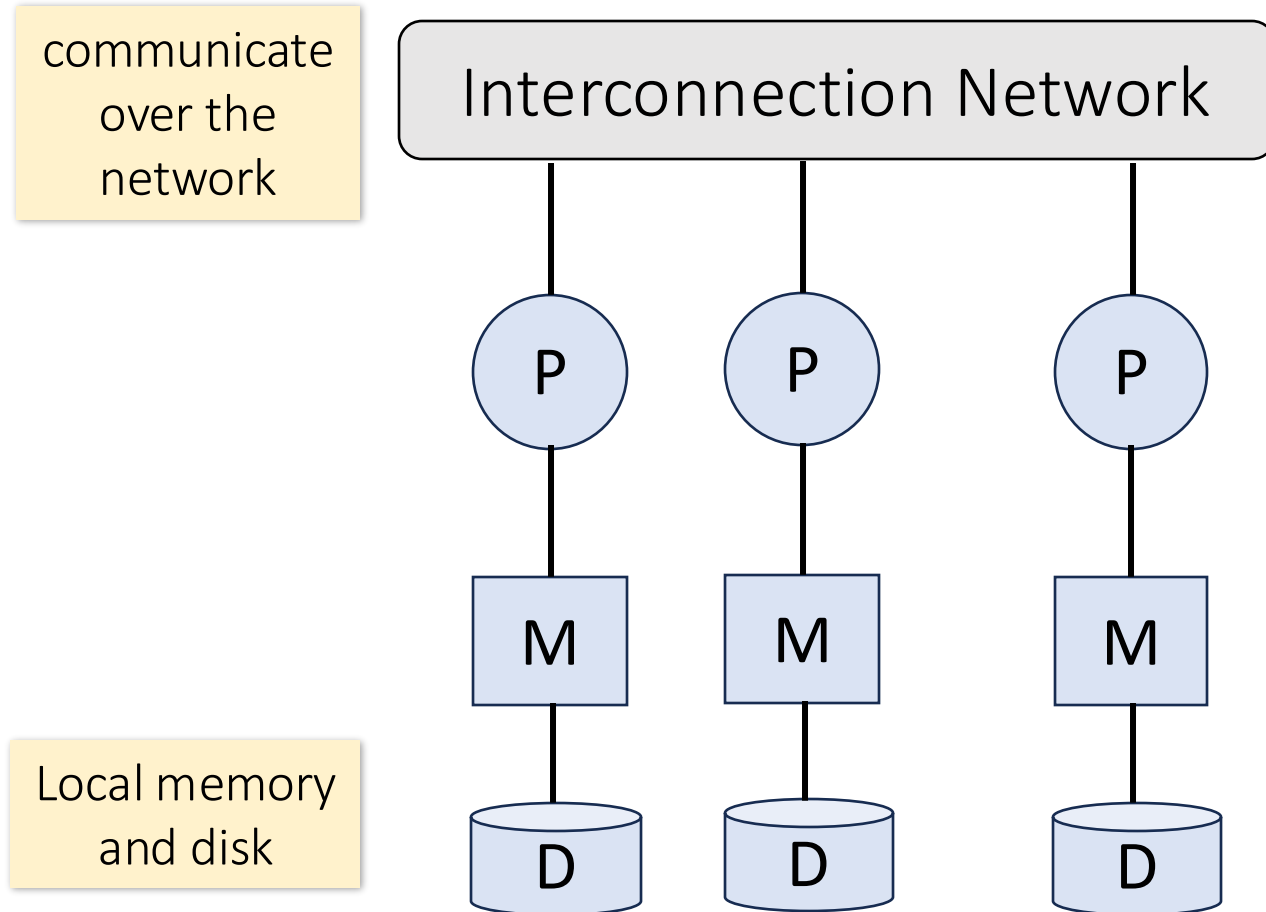 communicate
over the
network
Interconnection Network
P
P
P
M
M
M
Local memory
and disk
D
D
D